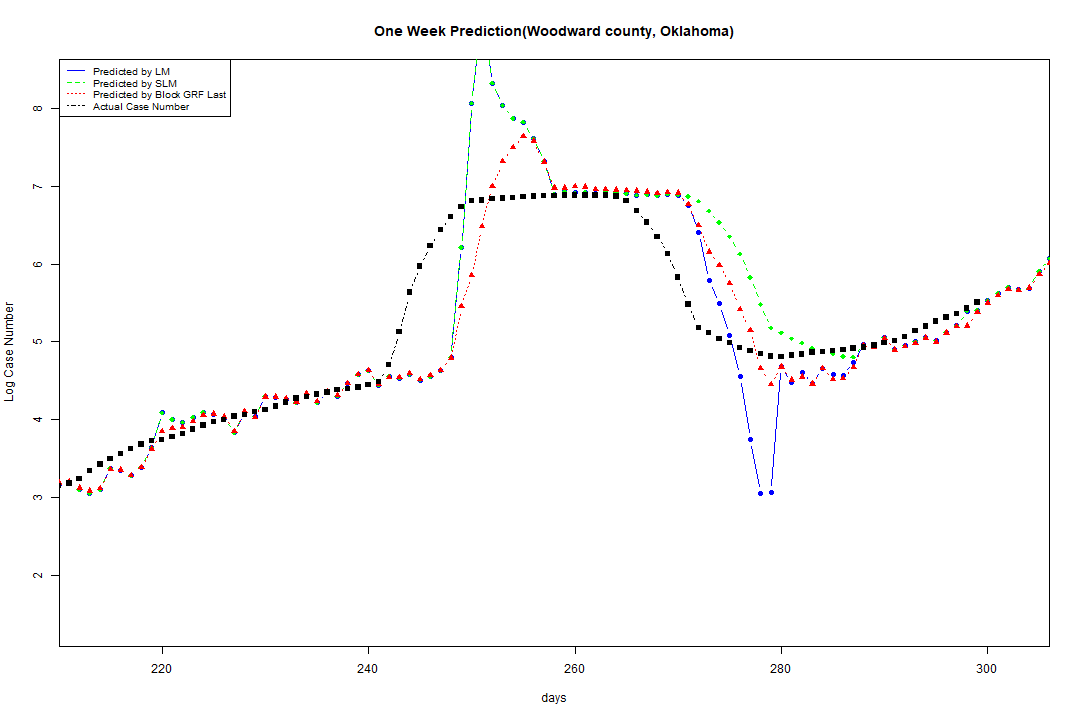 One Week Prediction(Woodward county, Oklahoma)
Predicted by LM
Predicted by SLM
Predicted by Block GRF Last
Actual Case Number
8
7
6
5
4
3
2
Log Case Number
220 240 260 280 300
days